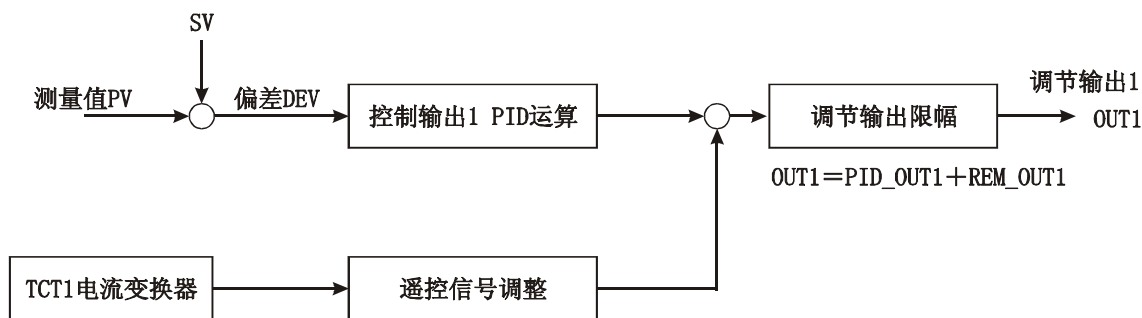 SV
测量值PV
偏差DEV
控制输出1 PID运算
调节输出限幅
调节输出1
OUT1
OUT1=PID_OUT1+REM_OUT1
TCT1电流变换器
遥控信号调整